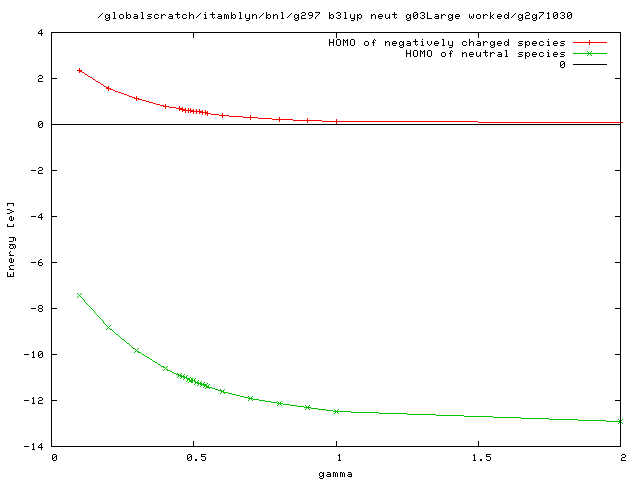 /globalscratch/itamblyn/bnl/g297 b3lyp neut g03Large worked/g2g71030
HOMO of negatively charged species
HOMO of neutral species
0
4
2
0
-2
-4
-6
-8
-10
-12
-14
Energy [eV]
0 0.5 1 1.5 2
gamma